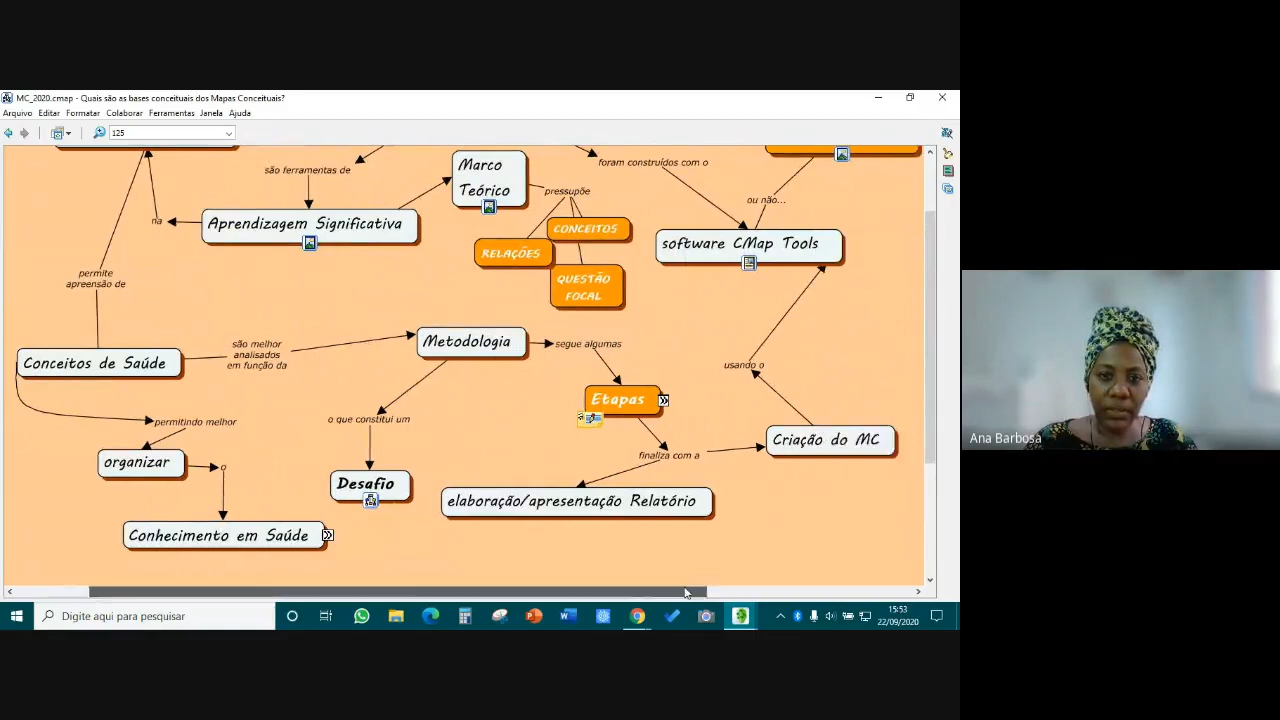 MC_2020.cmap - Quais são as bases conceituais dos Mapas Conceituais?
Arquivo Editar Formatar Colaborar Ferramentas Janela Ajuda
125
são ferramentas de
Marco
Teórico
foram construídos com o
ou não...
pressupõe
na
Aprendizagem Significativa
CONCEITOS
RELAÇÕES
software CMap Tools
QUESTÃO
FOCAL
permite
apreensão de
Conceitos de Saúde
são melhor
analisados
em função da
Metodologia
segue algumas
usando o
Etapas
permitindo melhor
o que constitui um
Criação do MC
finaliza com a
organizar
o
Desafio
elaboração/apresentação Relatório
Conhecimento em Saúde
Ana Barbosa
Digite aqui para pesquisar
15:53
22/09/2020